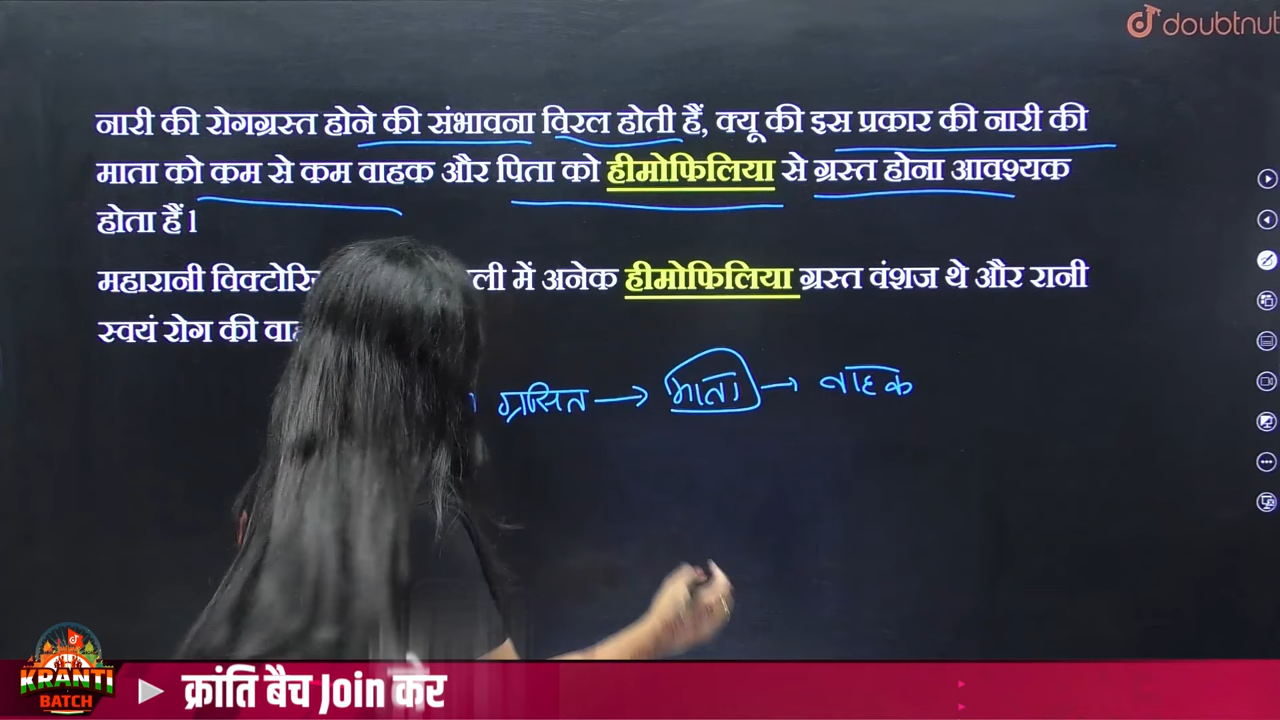 doubtnut
नारी की रोगग्रस्त होने की संभावना विरल होती हैं, क्यू की इस प्रकार की नारी की
माता को कम से कम वाहक और पिता को हीमोफिलिया से ग्रस्त होना आवश्यक
होता हैं।
महारानी में अनेक हीमोफिलिया ग्रस्त वंशज थे और रानी
स्वयं रोग की
ग्रसित → माता → वाहक
KRANTI
BATCH
क्रांति बैच Join करे